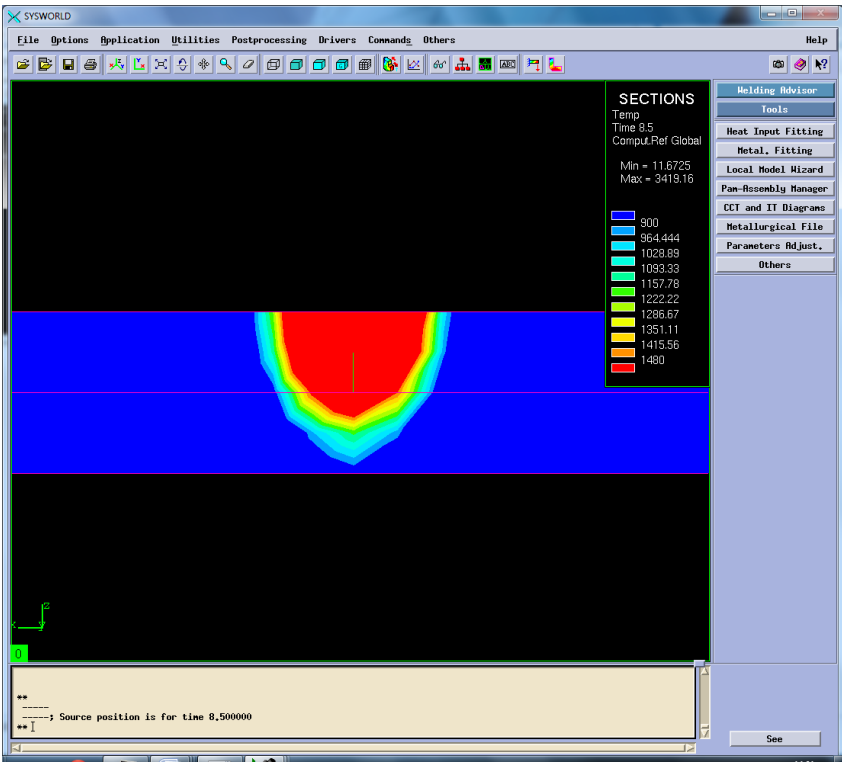 SYSWORLD
File Options Application Utilities Postprocessing Drivers Commands Others Help
ABC
SECTIONS
Temp
Time 8.5
Comput.Ref Global
Min = 11.6725
Max = 3419.16
900
964.444
1028.89
1093.33
1157.78
1222.22
1286.67
1351.11
1415.56
1480
Welding Advisor
Tools
Heat Input Fitting
Metal. Fitting
Local Model Wizard
Pam-Assembly Manager
CCT and IT Diagrams
Metallurgical File
Parameters Adjust.
Others
0
**
-----
-----; Source position is for time 8.500000
**
See